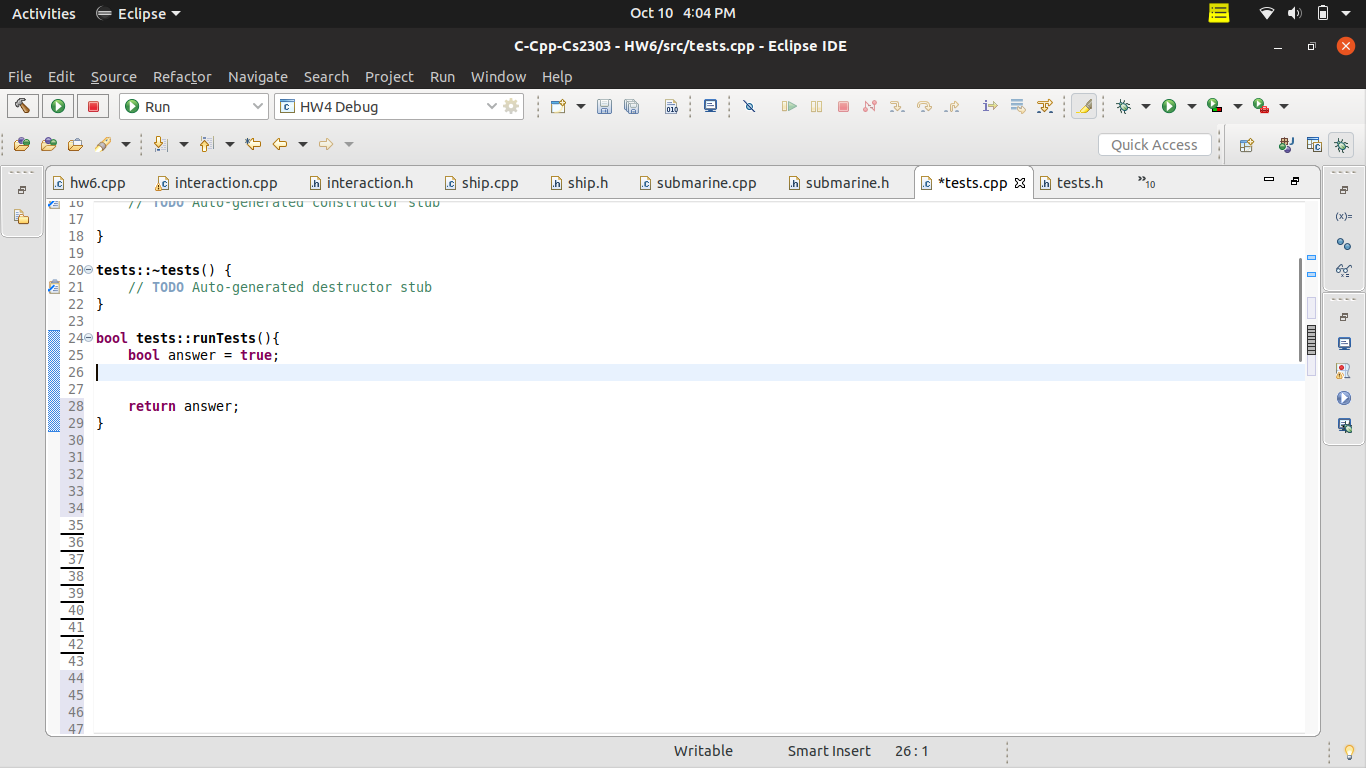 Activities Eclipse Oct 10 4:04 PM
C-Cpp-Cs2303 - HW6/src/tests.cpp - Eclipse IDE
File Edit Source Refactor Navigate Search Project Run Window Help
Run HW4 Debug
Quick Access
hw6.cpp interaction.cpp interaction.h ship.cpp ship.h submarine.cpp submarine.h *tests.cpp tests.h »10
16 // TODO Auto-generated constructor stub
17
18 }
19
20 tests::~tests() {
21 // TODO Auto-generated destructor stub
22 }
23
24 bool tests::runTests(){
25 bool answer = true;
26
27
28 return answer;
29 }
30
31
32
33
34
35
36
37
38
39
40
41
42
43
44
45
46
47
Writable Smart Insert 26 : 1